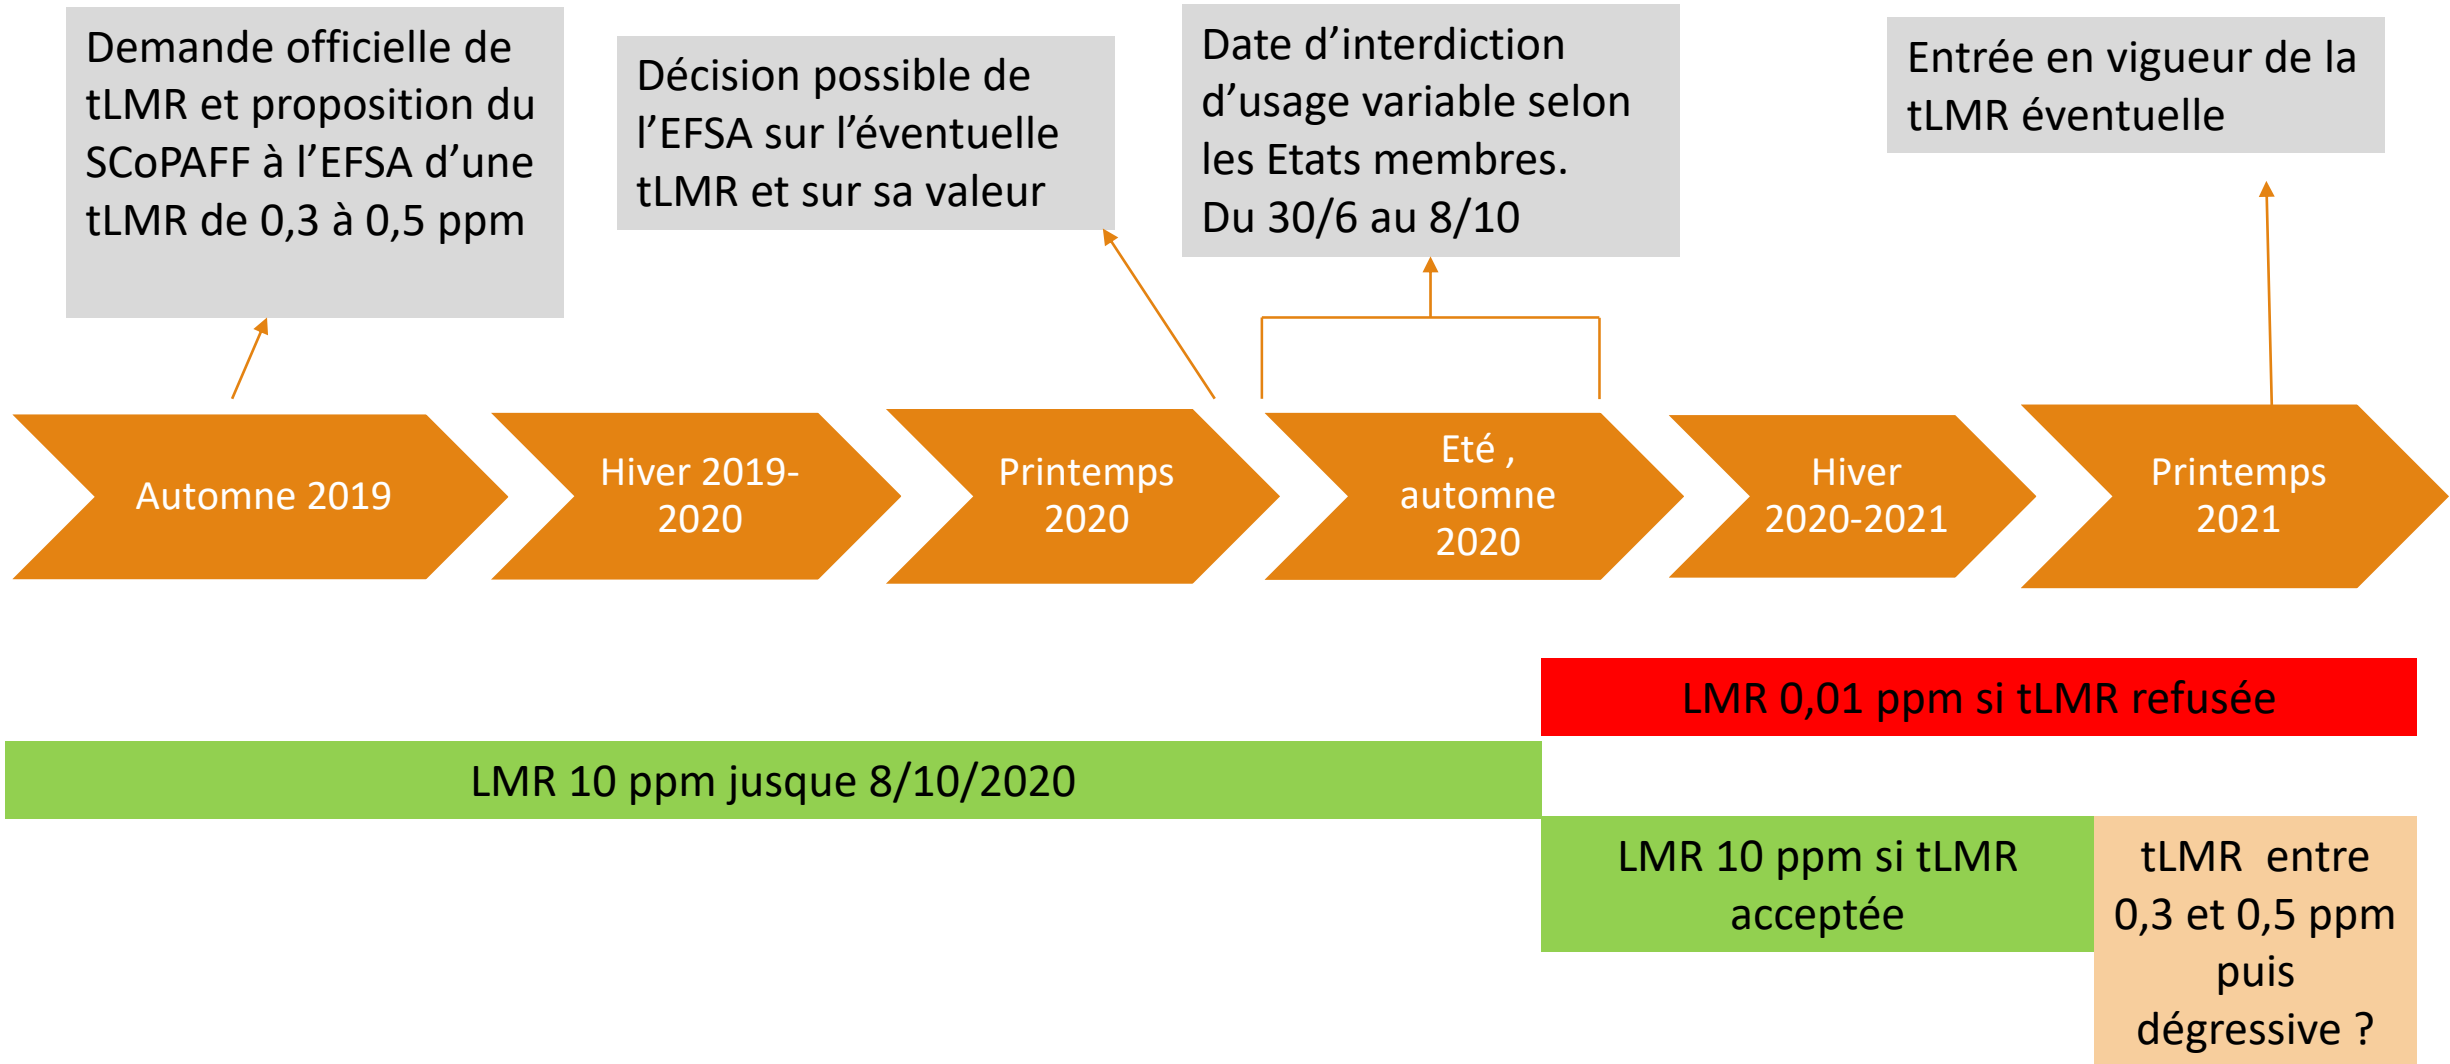 Demande officielle de
tLMR et proposition du
SCoPAFF à l’EFSA d’une
tLMR de 0,3 à 0,5 ppm
Décision possible de
l’EFSA sur l’éventuelle
tLMR et sur sa valeur
Date d’interdiction
d’usage variable selon
les Etats membres.
Du 30/6 au 8/10
Entrée en vigueur de la
tLMR éventuelle
Automne 2019
Hiver 2019-
2020
Printemps
2020
Eté ,
automne
2020
Hiver
2020-2021
Printemps
2021
LMR 0,01 ppm si tLMR refusée
LMR 10 ppm jusque 8/10/2020
LMR 10 ppm si tLMR
acceptée
tLMR entre
0,3 et 0,5 ppm
puis
dégressive ?